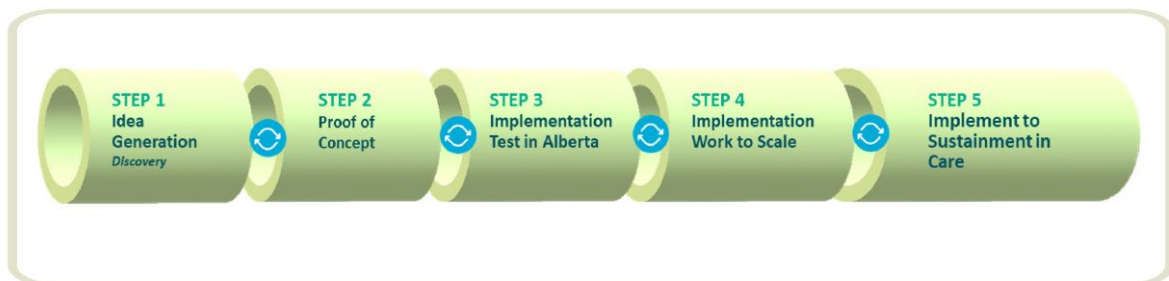 STEP 1
Idea
Generation
Discovery
STEP 2
Proof of
Concept
STEP 3
Implementation
Test in Alberta
STEP 4
Implementation
Work to Scale
STEP 5
Implement to
Sustainment in
Care